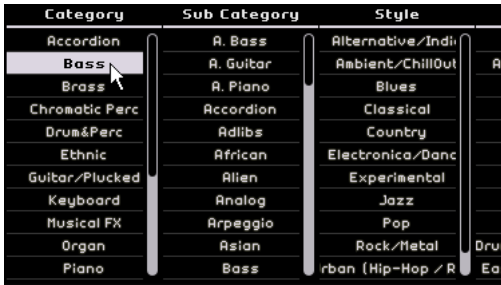 Category Sub Category Style
Accordion A. Bass Alternative/Indi
Bass A. Guitar Ambient/ChillOut
Brass A. Piano Blues
Chromatic Perc Accordion Classical
Drum&Perc Adlibs Country
Ethnic African Electronica/Danc
Guitar/Plucked Alien Experimental
Keyboard Analog Jazz
Musical FX Arpeggio Pop
Organ Asian Rock/Metal Dru
Piano Bass rban (Hip-Hop / R Ea